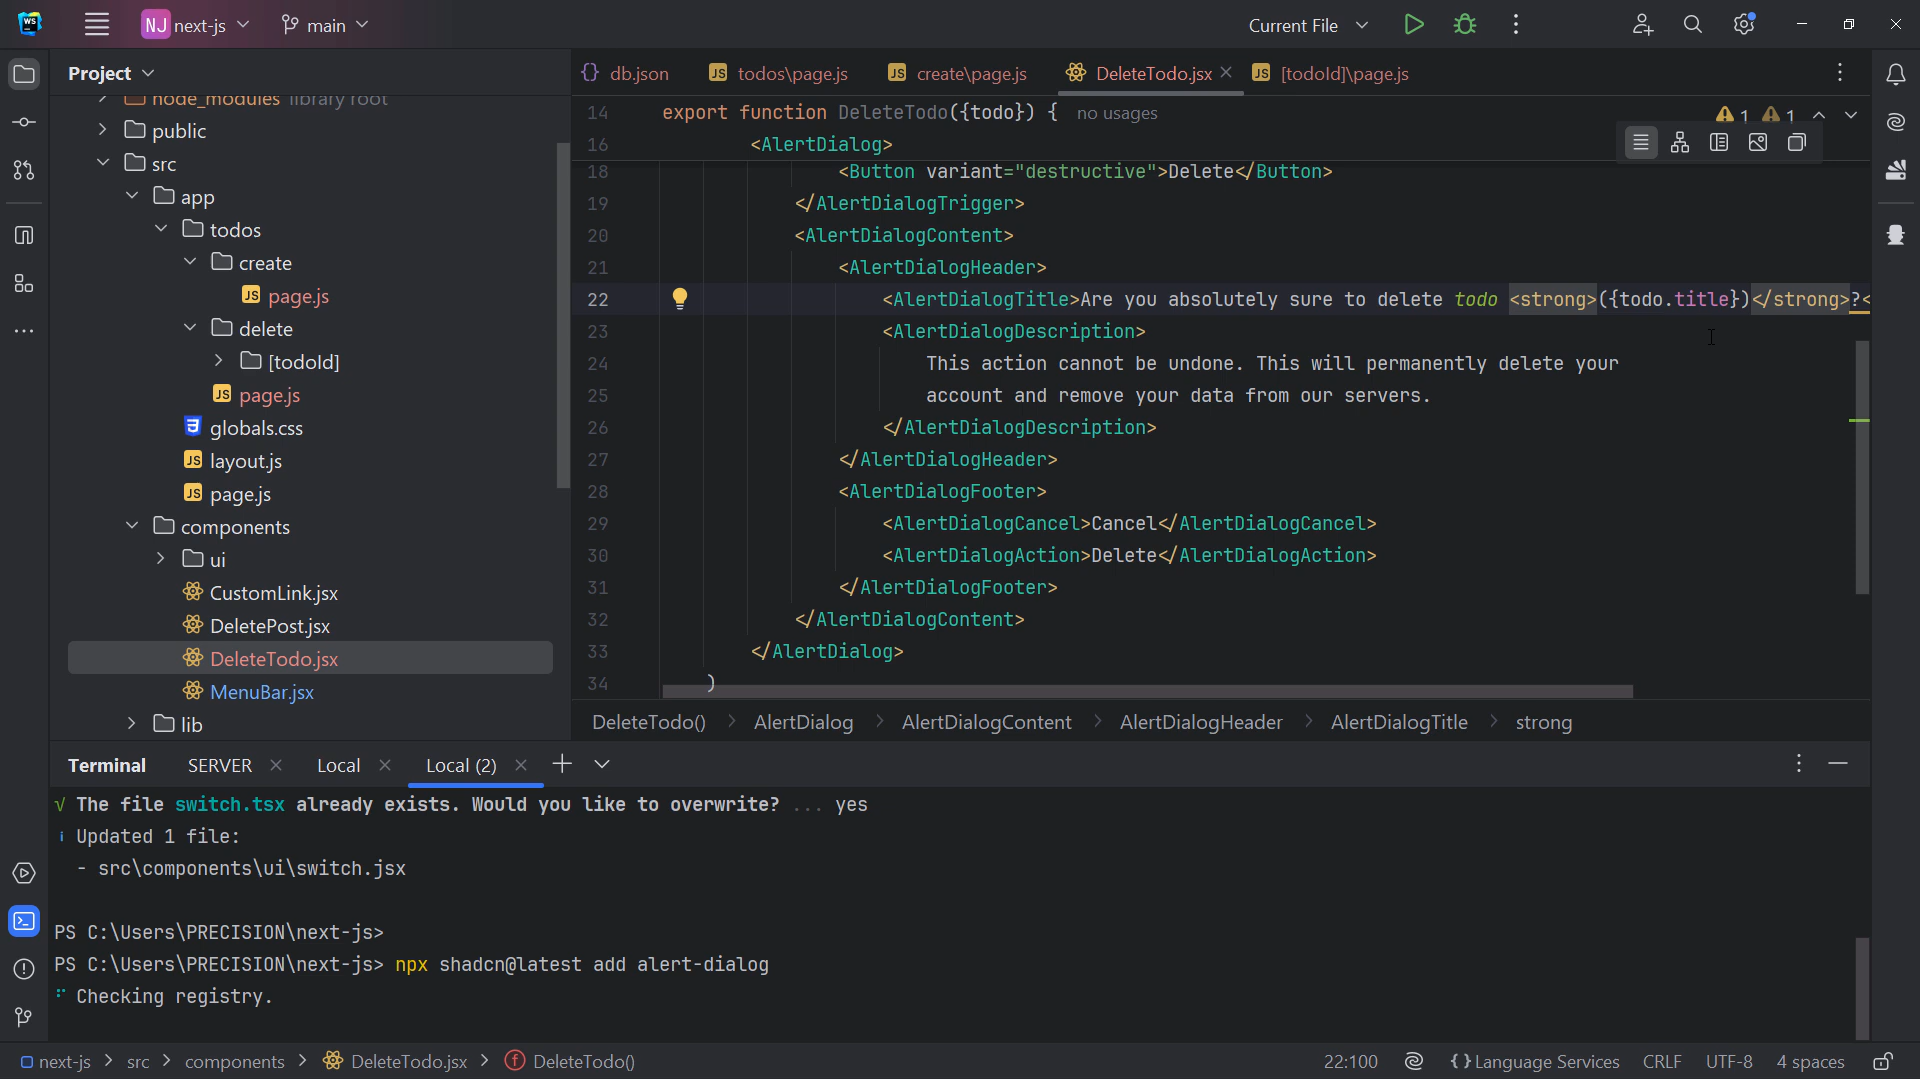 WS NJ next-js main Current File
Project
db.json JS todos\page.js JS create\page.js DeleteTodo.jsx JS [todoId]\page.js
node_modules library root
public
src
app
todos
create
JS page.js
delete
[todoId]
JS page.js
globals.css
JS layout.js
JS page.js
components
ui
CustomLink.jsx
DeletePost.jsx
DeleteTodo.jsx
MenuBar.jsx
lib
14 export function DeleteTodo({todo}) { no usages 1 1
16 <AlertDialog>
18 <Button variant="destructive">Delete</Button>
19 </AlertDialogTrigger>
20 <AlertDialogContent>
21 <AlertDialogHeader>
22 <AlertDialogTitle>Are you absolutely sure to delete todo <strong>({todo.title})</strong>?<
23 <AlertDialogDescription>
24 This action cannot be undone. This will permanently delete your
25 account and remove your data from our servers.
26 </AlertDialogDescription>
27 </AlertDialogHeader>
28 <AlertDialogFooter>
29 <AlertDialogCancel>Cancel</AlertDialogCancel>
30 <AlertDialogAction>Delete</AlertDialogAction>
31 </AlertDialogFooter>
32 </AlertDialogContent>
33 </AlertDialog>
34 )
DeleteTodo() > AlertDialog > AlertDialogContent > AlertDialogHeader > AlertDialogTitle > strong
Terminal SERVER Local Local (2)
√ The file switch.tsx already exists. Would you like to overwrite? ... yes
i Updated 1 file:
- src\components\ui\switch.jsx
PS C:\Users\PRECISION\next-js>
PS C:\Users\PRECISION\next-js> npx shadcn@latest add alert-dialog
Checking registry.
next-js > src > components > DeleteTodo.jsx > f DeleteTodo() 22:100 {} Language Services CRLF UTF-8 4 spaces